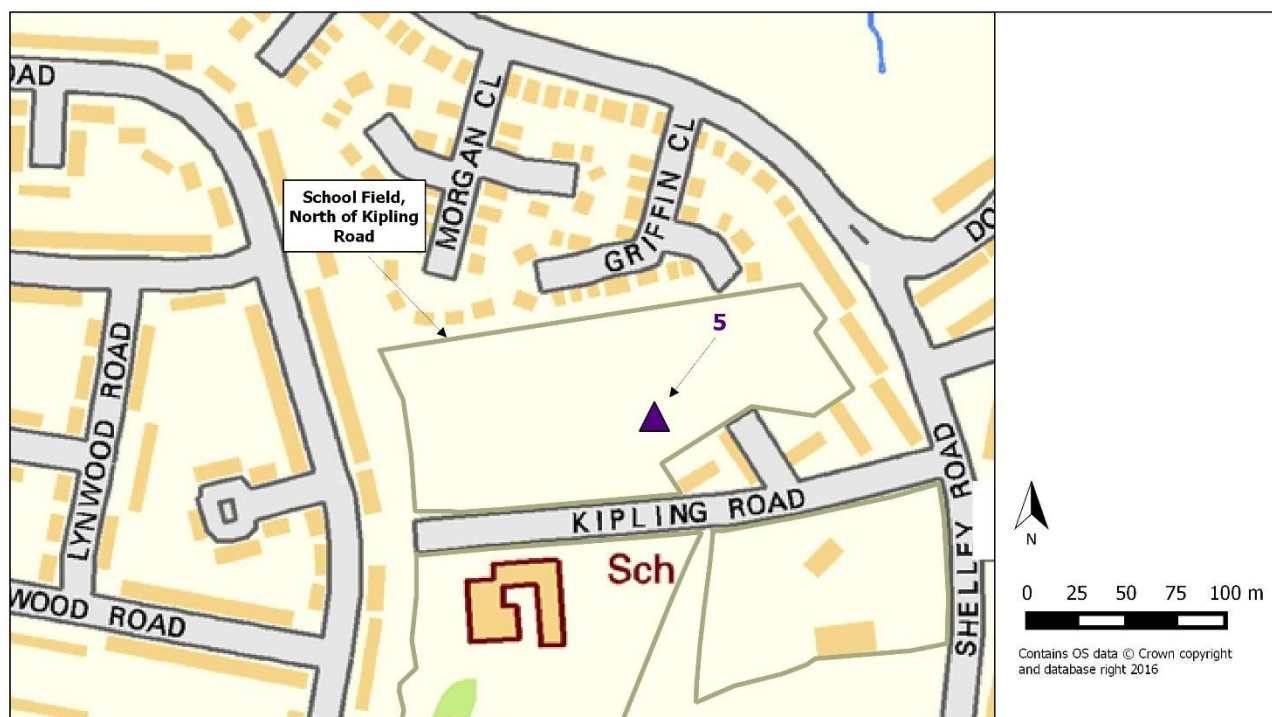 OAD
MORGAN CL
GRIFFIN CL
DO
School Field,
North of Kipling
Road
5
LYNWOOD ROAD
KIPLING ROAD
SHELLEY ROAD
Sch
WOOD ROAD
N
0 25 50 75 100 m
Contains OS data © Crown copyright
and database right 2016